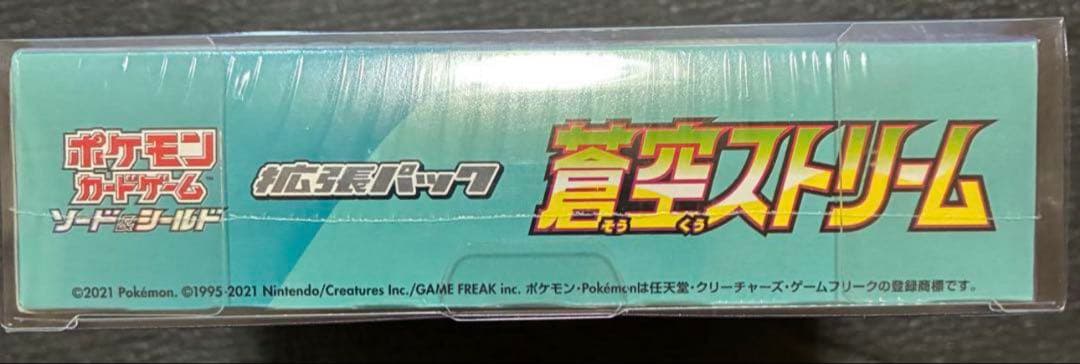 ポケモン
カードゲーム™
ソード&シールド
拡張パック
蒼空ストリーム
そう くう
©2021 Pokémon. ©1995-2021 Nintendo/Creatures Inc./GAME FREAK inc. ポケモン・Pokémonは任天堂・クリーチャーズ・ゲームフリークの登録商標です。